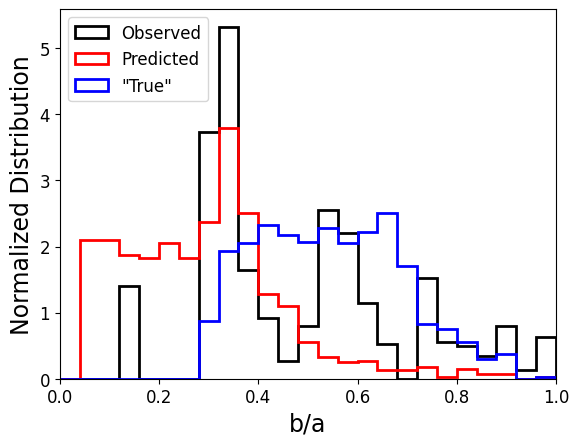 Observed
Predicted
"True"
Normalized Distribution
5
4
3
2
1
0
0.0 0.2 0.4 0.6 0.8 1.0
b/a